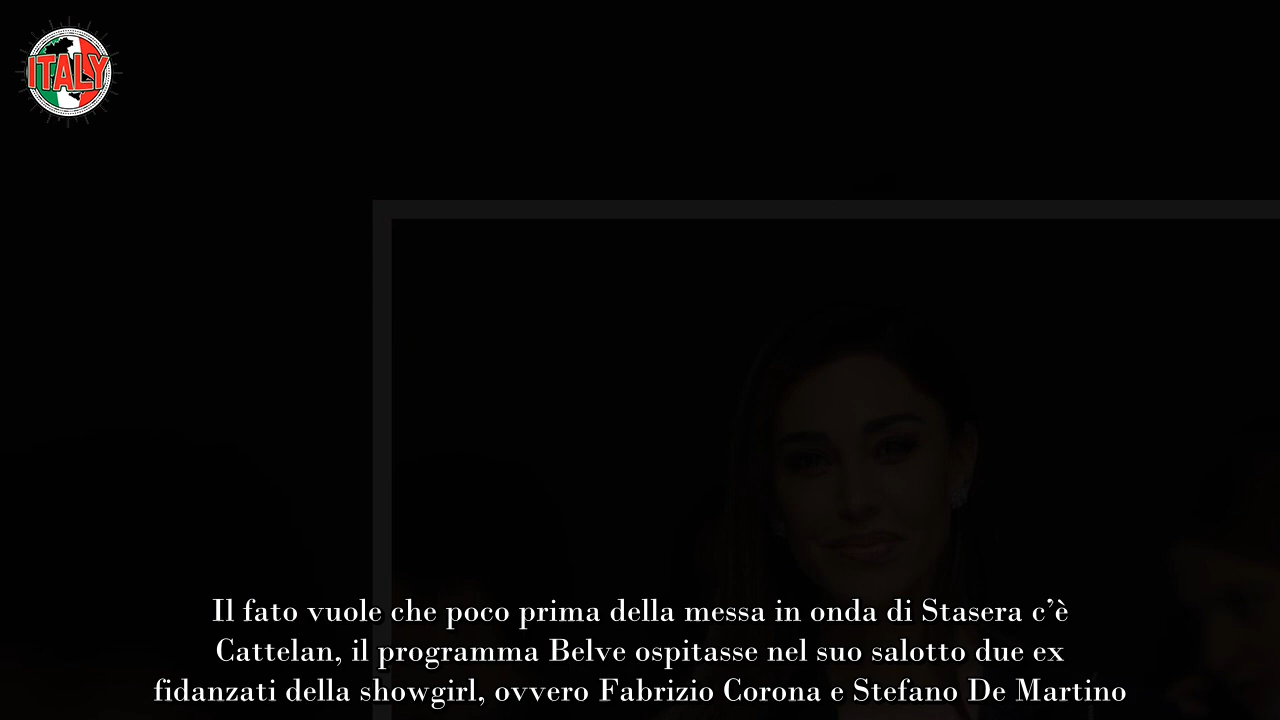 ITALY
Il fato vuole che poco prima della messa in onda di Stasera c’è
Cattelan, il programma Belve ospitasse nel suo salotto due ex
fidanzati della showgirl, ovvero Fabrizio Corona e Stefano De Martino